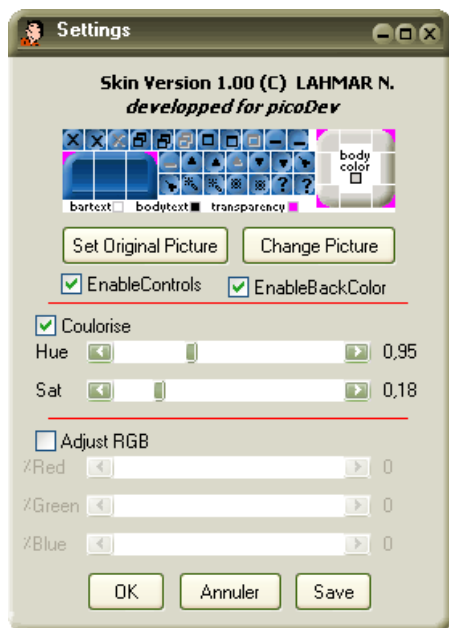 Settings
Skin Version 1.00 (C) LAHMAR N.
developped for picoDev
body
color
bartext bodytext transparency
Set Original Picture Change Picture
EnableControls EnableBackColor
Coulorise
Hue 0,95
Sat 0,18
Adjust RGB
%Red 0
%Green 0
%Blue 0
OK Annuler Save